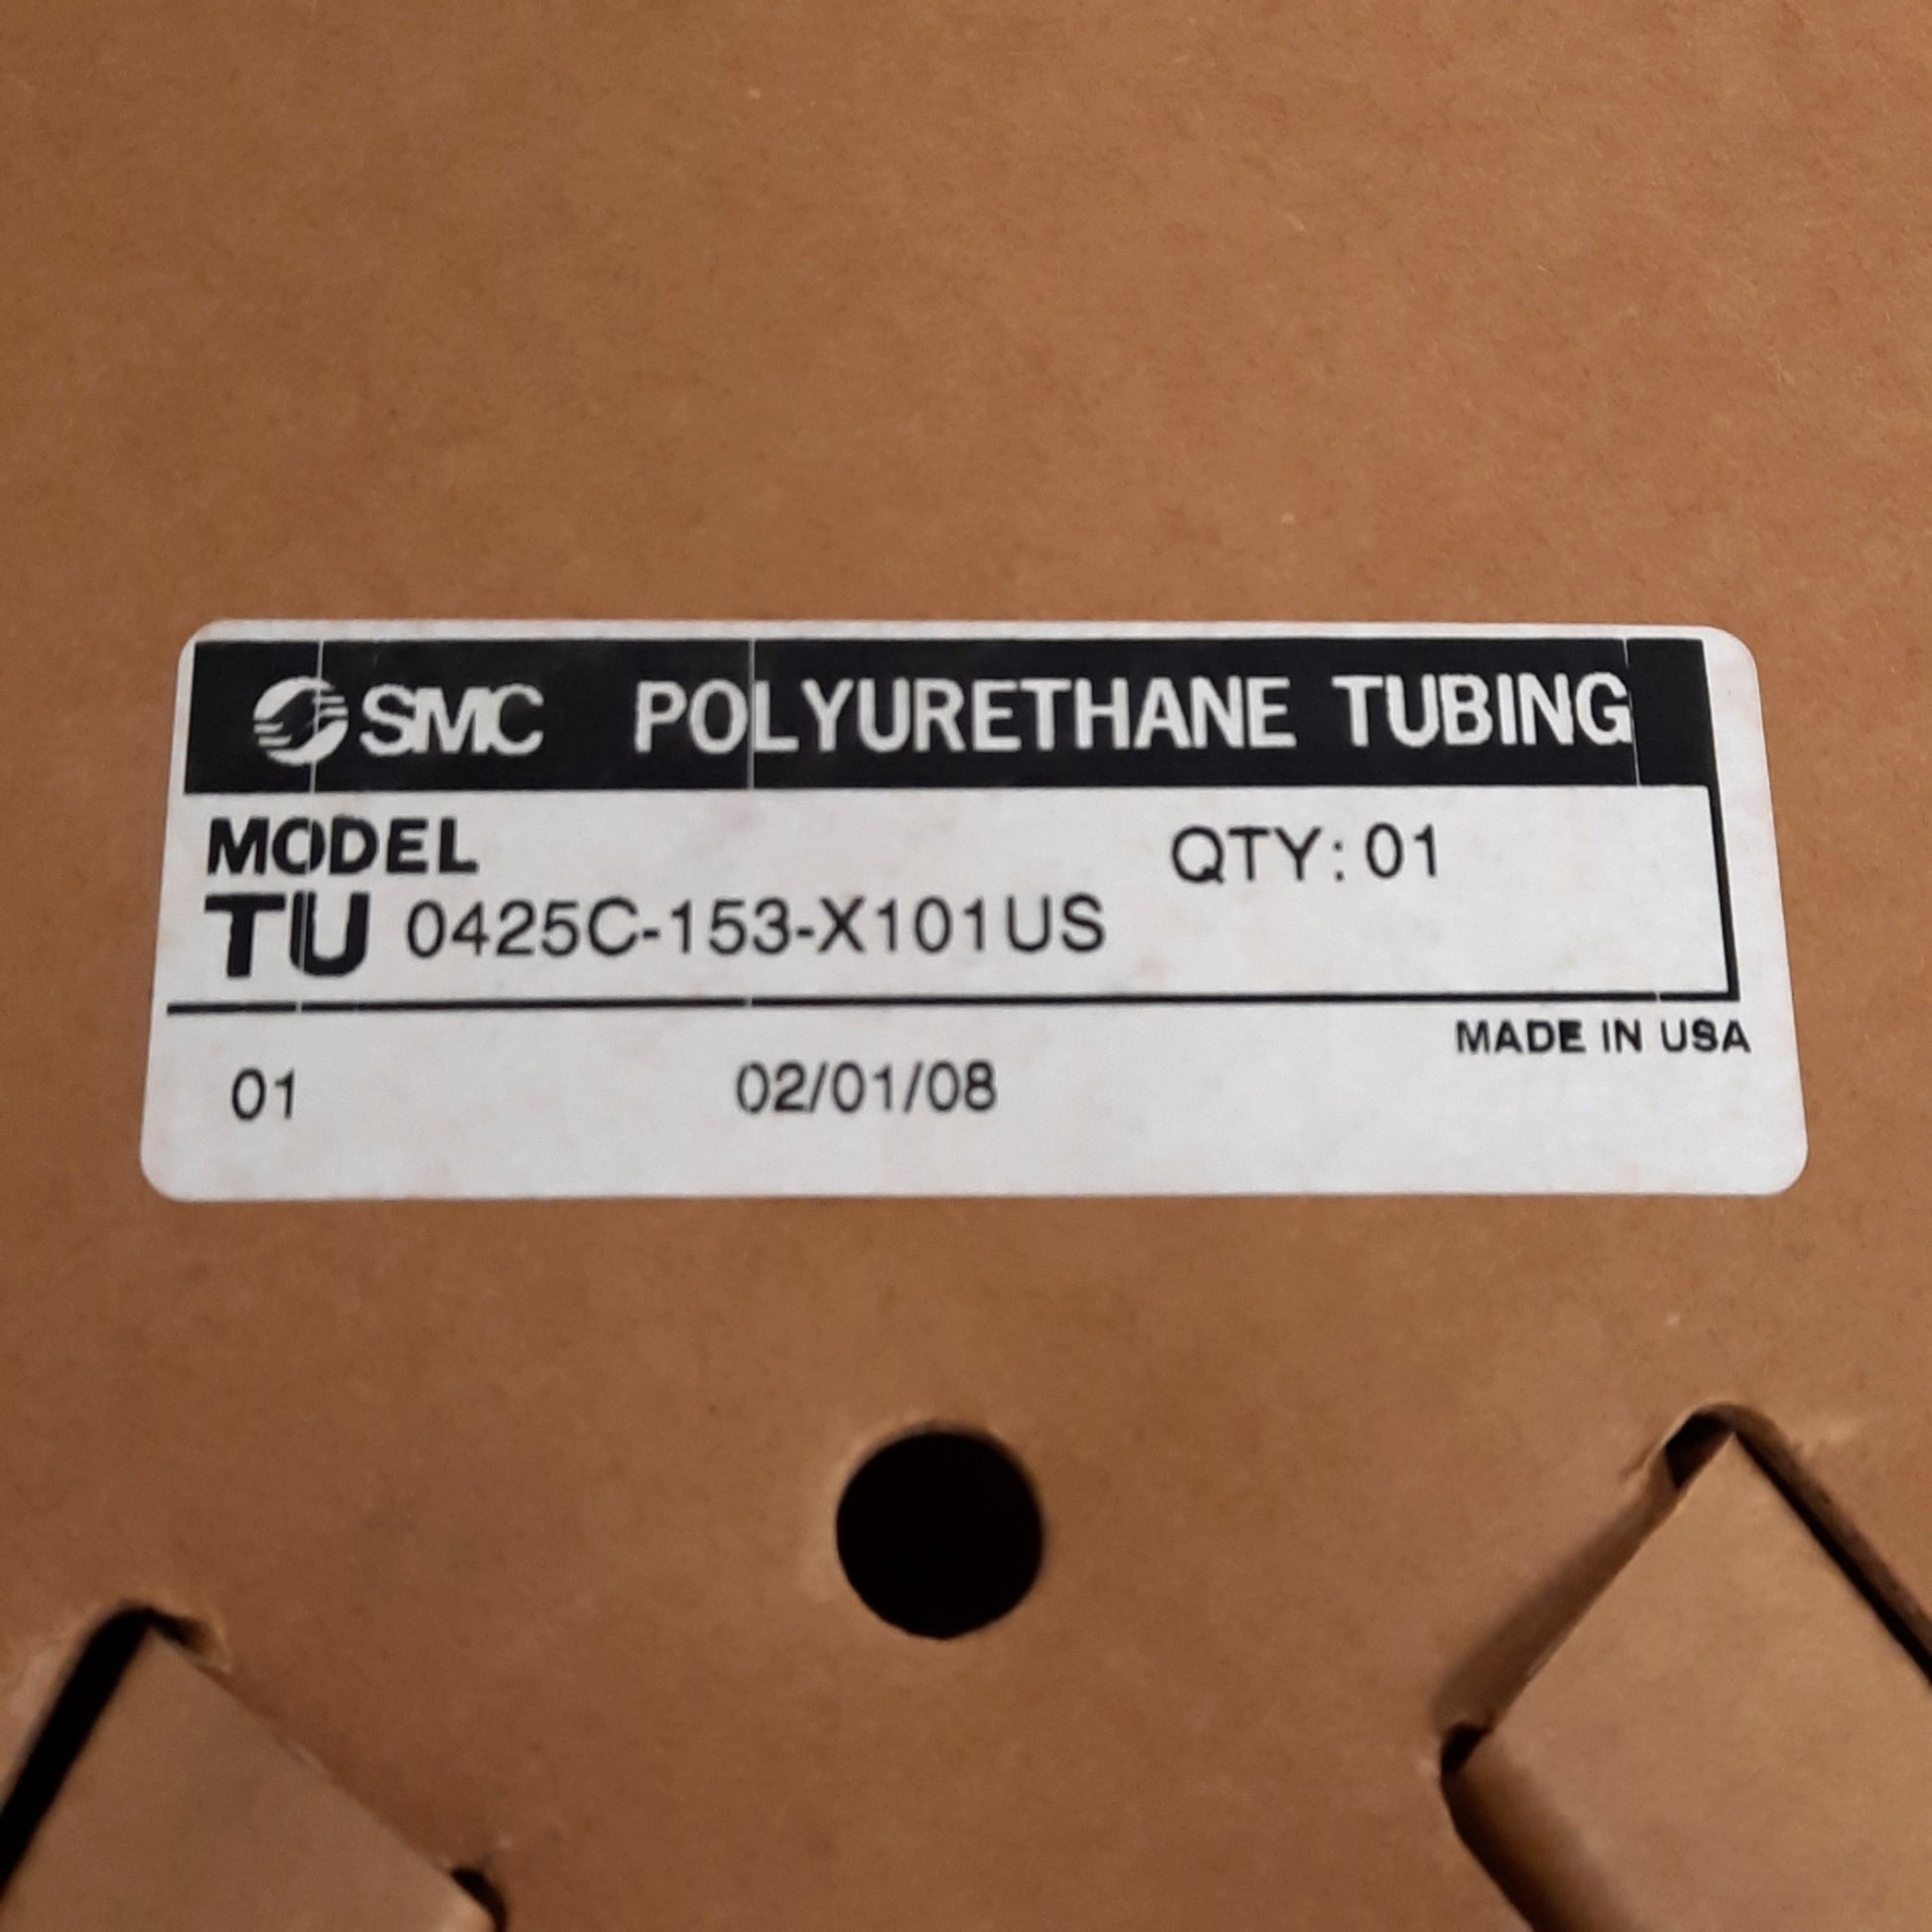 SMC POLYURETHANE TUBING
MODEL QTY: 01
TU 0425C-153-X101US
MADE IN USA
01 02/01/08